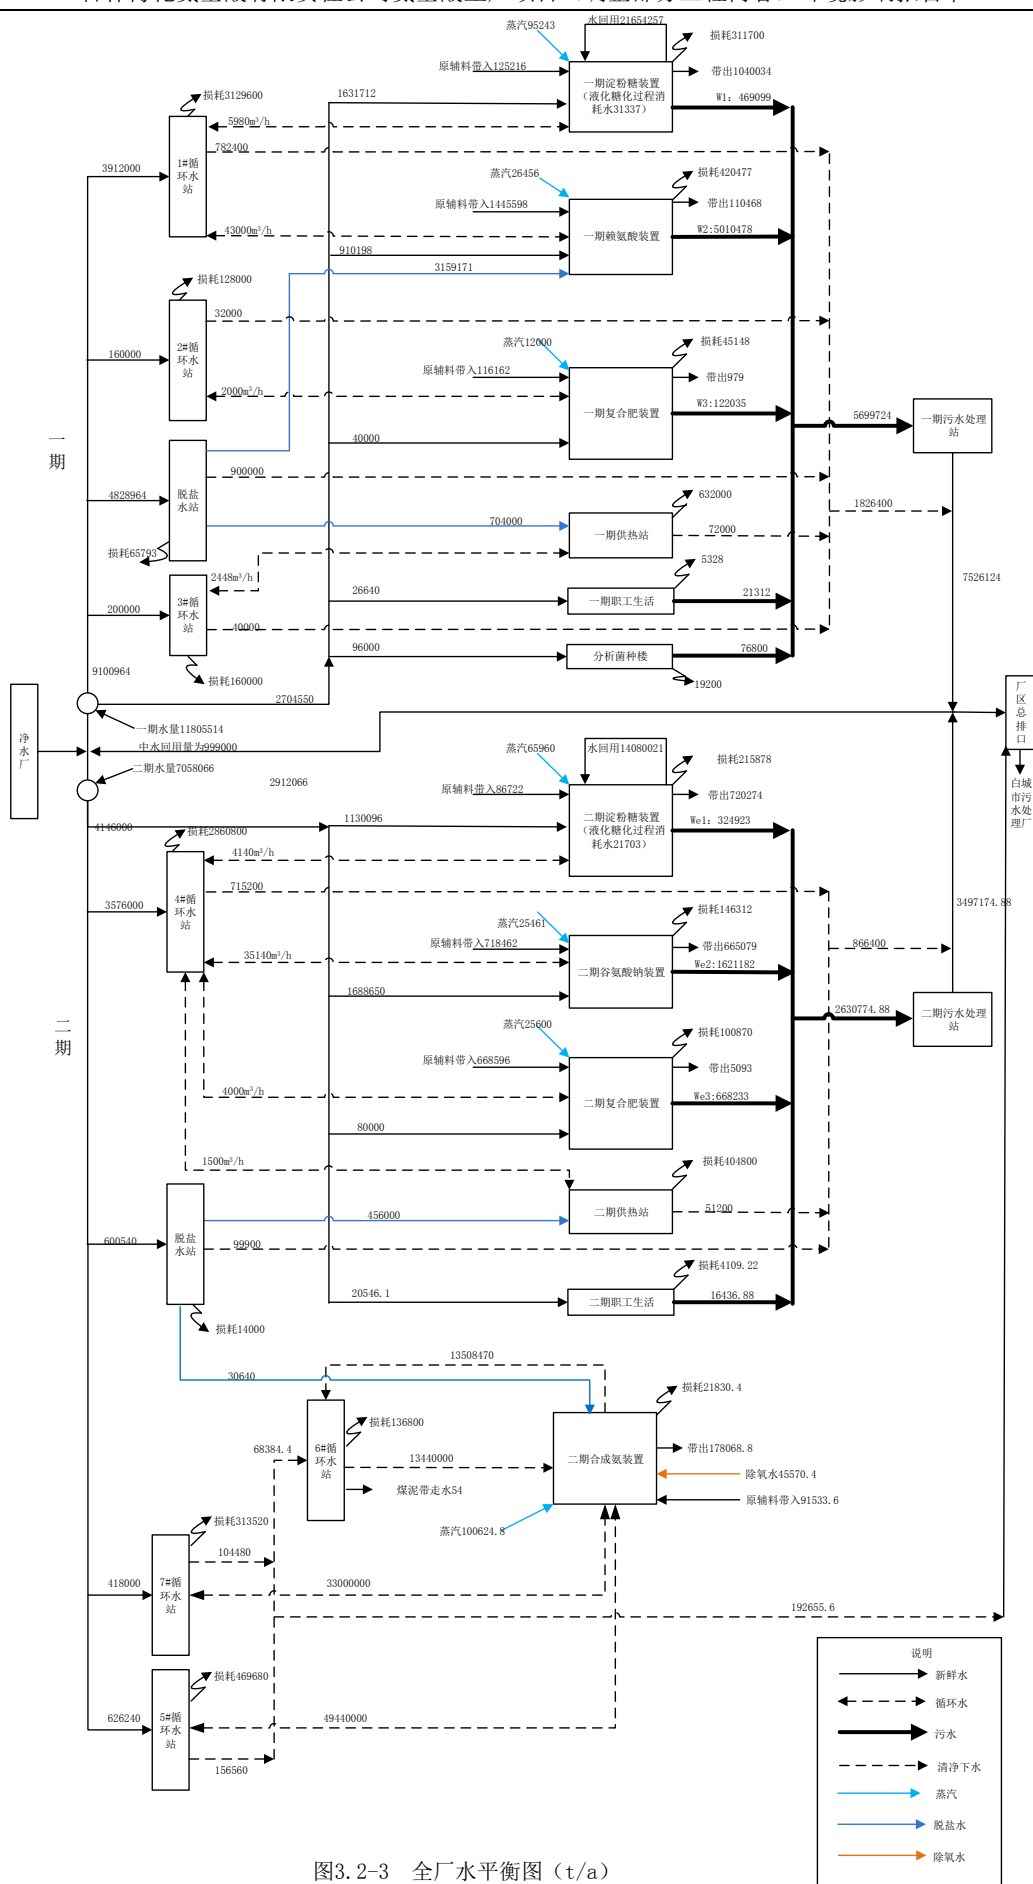 蒸汽95243
水回用21654257
损耗311700
原辅料带入125216
带出1040034
一期淀粉糖装置
（液化糖化过程消
耗水31337）
1631712
W1: 469099
损耗3129600
5980m³/h
782400
1#循
环水
站
3912000
蒸汽26456
损耗420477
原辅料带入1445598
带出110468
一期赖氨酸装置
W2:5010478
43000m³/h
910198
3159171
损耗128000
32000
2#循
环水
站
160000
2000m³/h
蒸汽12000
损耗45148
原辅料带入116162
带出979
一期复合肥装置
W3:122035
40000
5699724
一期污水处理
站
一
期
900000
4828964
脱盐
水站
704000
632000
一期供热站
72000
1826400
损耗65793
2448m³/h
5328
7526124
200000
3#循
环水
站
40000
26640
一期职工生活
21312
96000
分析菌种楼
76800
19200
损耗160000
9100964
2704550
一期水量11805514
中水回用量为999000
二期水量7058066
净
水
厂
厂
区
总
排
口
白城
市污
水处
理厂
2912066
4146000
蒸汽65960
水回用14080021
损耗215878
原辅料带入86722
带出720274
二期淀粉糖装置
（液化糖化过程消
耗水21703）
1130096
We1: 324923
损耗2860800
4140m³/h
715200
4#循
环水
站
3576000
蒸汽25461
损耗146312
原辅料带入718462
带出665079
35140m³/h
二期谷氨酸钠装置
We2:1621182
1688650
866400
3497174.88
2630774.88
二期污水处理
站
二
期
蒸汽25600
损耗100870
原辅料带入668596
带出5093
4000m³/h
二期复合肥装置
We3:668233
80000
1500m³/h
损耗404800
二期供热站
51200
456000
脱盐
水站
600540
99900
损耗4109.22
20546.1
二期职工生活
16436.88
损耗14000
30640
13508470
损耗21830.4
6#循
环水
站
损耗136800
68384.4
13440000
煤泥带走水54
二期合成氨装置
带出178068.8
除氧水45570.4
原辅料带入91533.6
蒸汽100624.8
损耗313520
104480
418000
7#循
环水
站
33000000
192655.6
损耗469680
626240
5#循
环水
站
49440000
156560
说明
新鲜水
循环水
污水
清净下水
蒸汽
脱盐水
除氧水
图3.2-3 全厂水平衡图（t/a）